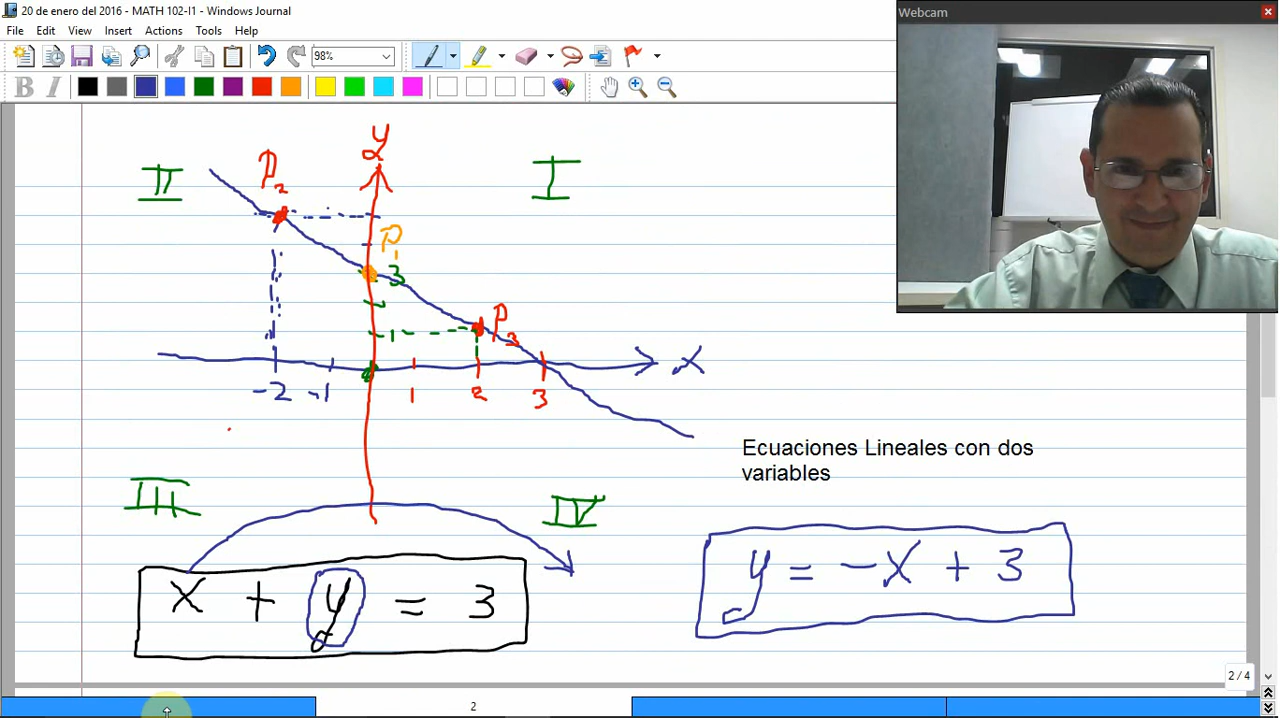 20 de enero del 2016 - MATH 102-I1 - Windows Journal
Webcam
File Edit View Insert Actions Tools Help
98%
B I
y
II
P2
I
P1
3
P3
1
x
-2 -1 1 2 3
Ecuaciones Lineales con dos
variables
III
IV
x + y = 3
y = -x + 3
2 / 4
2